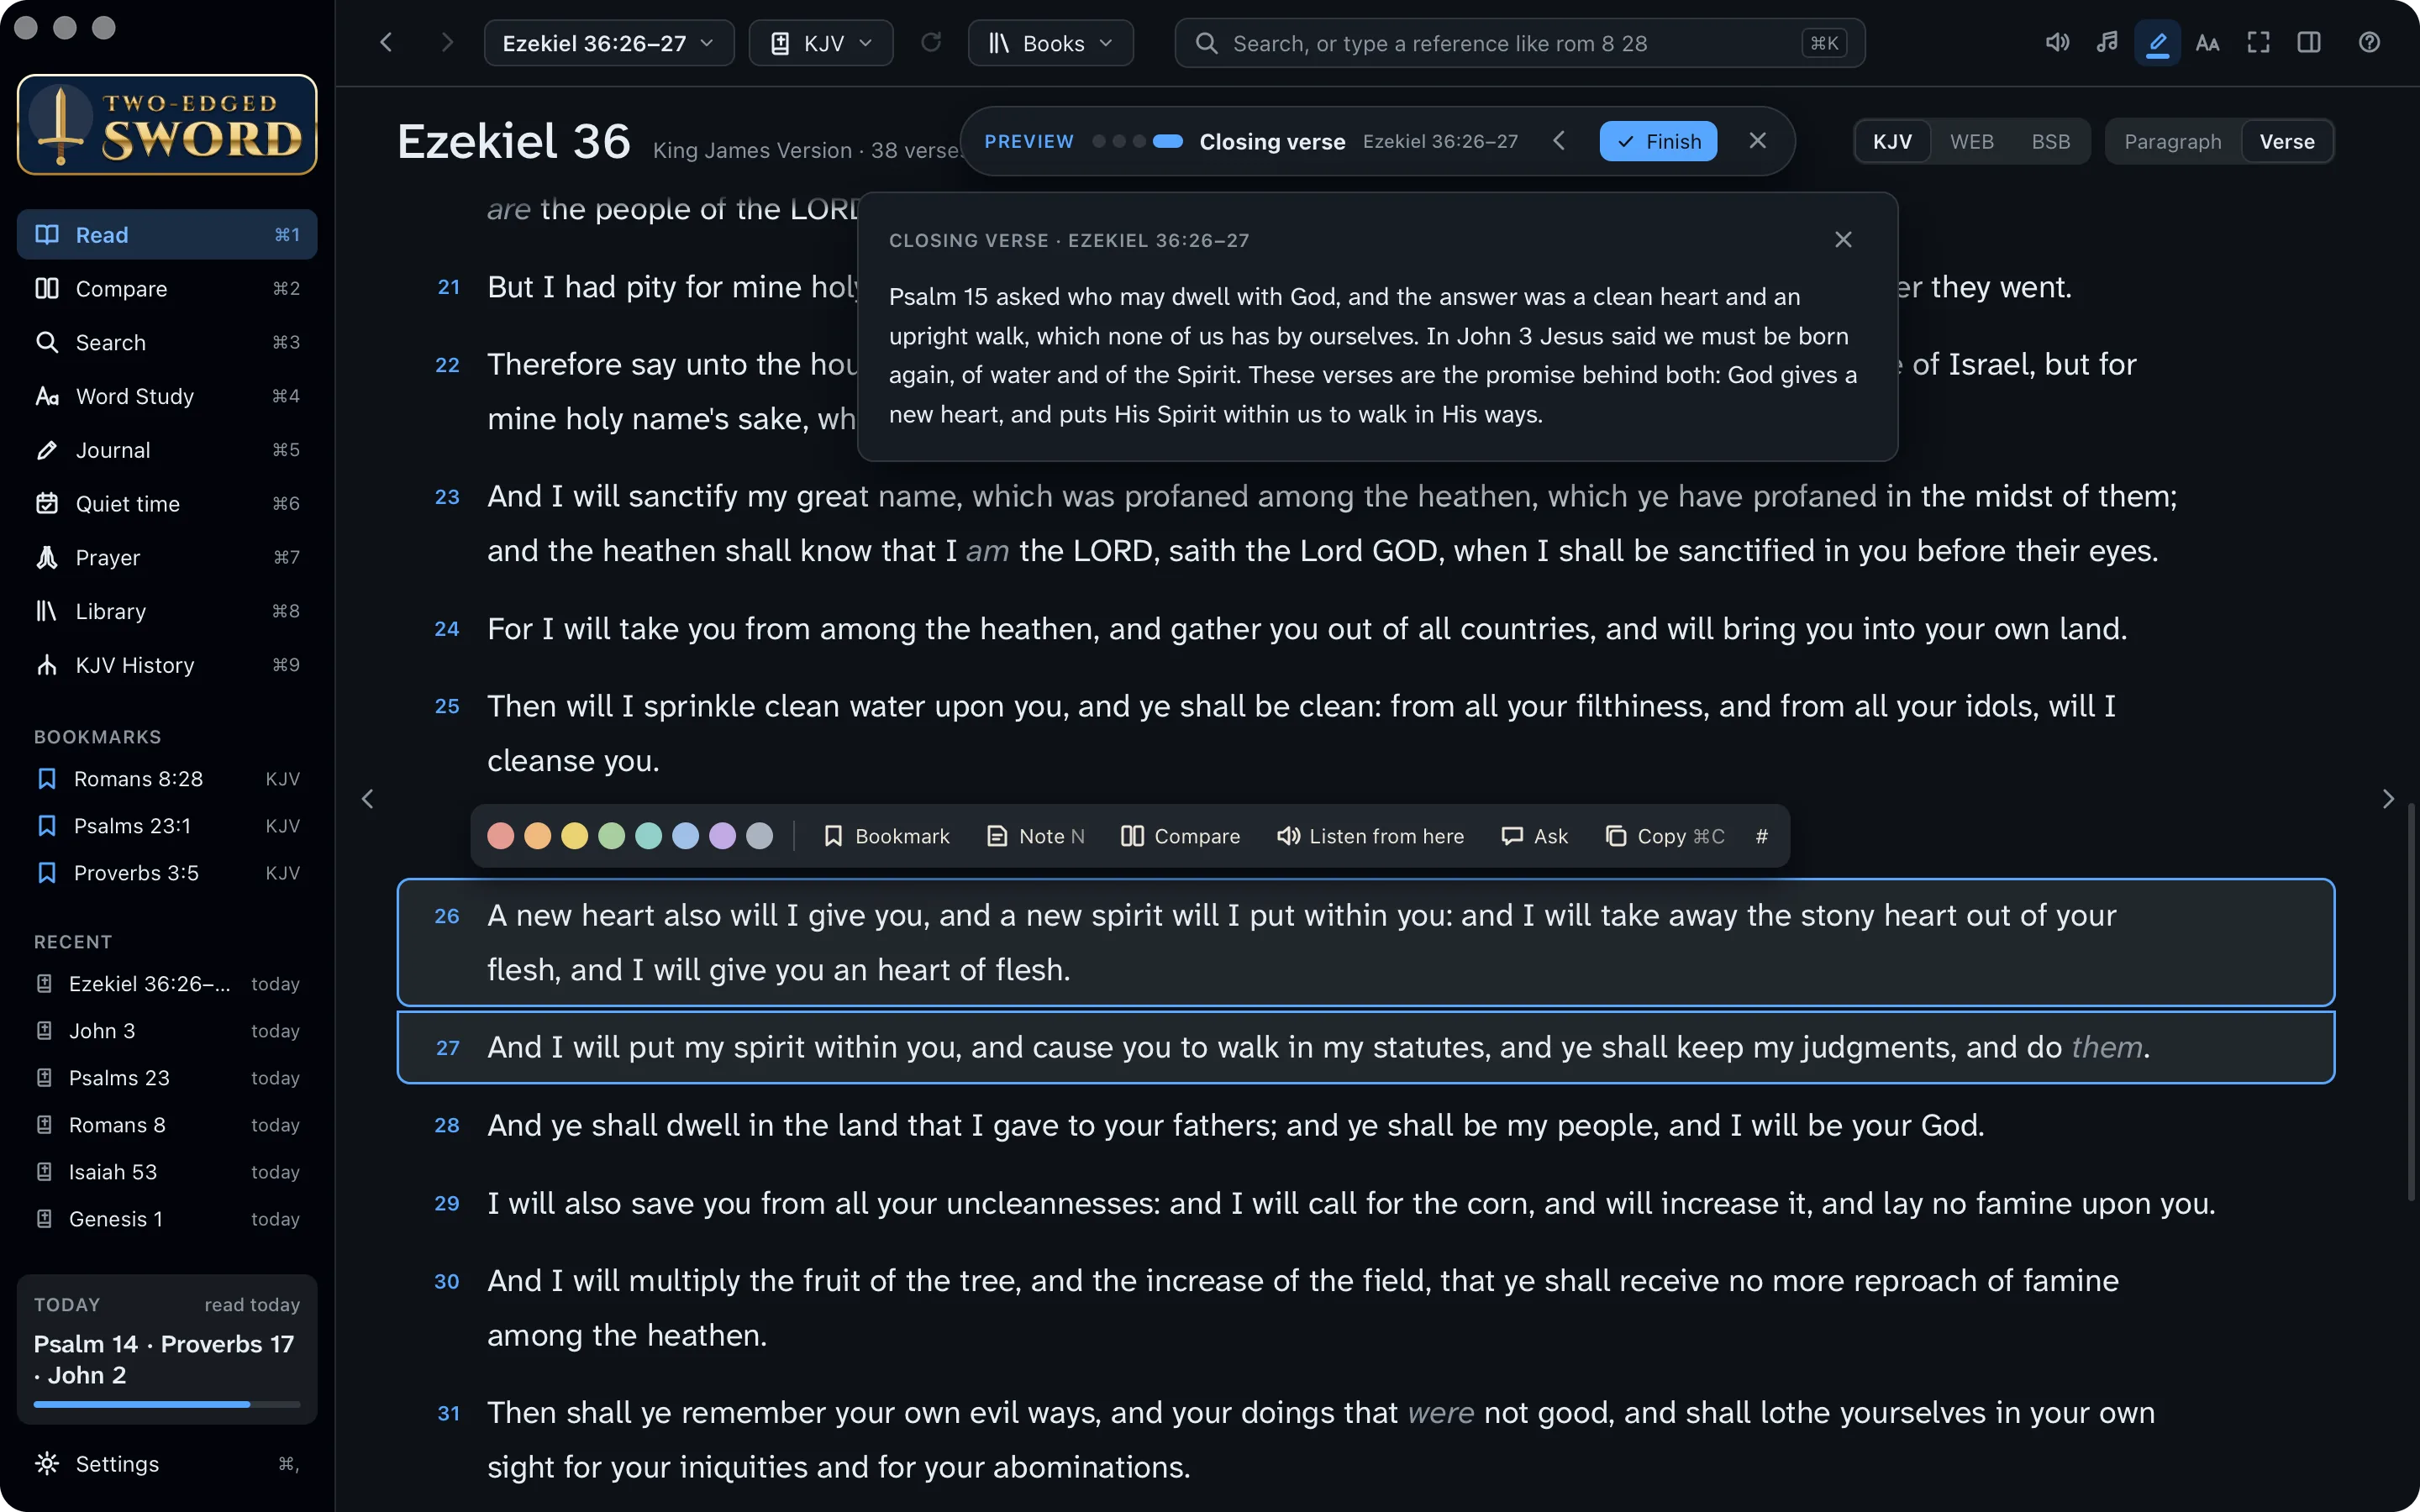 Ezekiel 36:26–27
KJV
Books
Search, or type a reference like rom 8 28
⌘K
TWO-EDGED
SWORD
Read ⌘1
Compare ⌘2
Search ⌘3
Word Study ⌘4
Journal ⌘5
Quiet time ⌘6
Prayer ⌘7
Library ⌘8
KJV History ⌘9
BOOKMARKS
Romans 8:28 KJV
Psalms 23:1 KJV
Proverbs 3:5 KJV
RECENT
Ezekiel 36:26–... today
John 3 today
Psalms 23 today
Romans 8 today
Isaiah 53 today
Genesis 1 today
TODAY read today
Psalm 14 · Proverbs 17
· John 2
Settings ⌘,
Ezekiel 36 King James Version · 38 verses
PREVIEW Closing verse Ezekiel 36:26–27 Finish
KJV WEB BSB Paragraph Verse
are the people of the LORD
CLOSING VERSE · EZEKIEL 36:26–27
Psalm 15 asked who may dwell with God, and the answer was a clean heart and an
upright walk, which none of us has by ourselves. In John 3 Jesus said we must be born
again, of water and of the Spirit. These verses are the promise behind both: God gives a
new heart, and puts His Spirit within us to walk in His ways.
21 But I had pity for mine holy er they went.
22 Therefore say unto the hou of Israel, but for
mine holy name's sake, wh
23 And I will sanctify my great name, which was profaned among the heathen, which ye have profaned in the midst of them;
and the heathen shall know that I am the LORD, saith the Lord GOD, when I shall be sanctified in you before their eyes.
24 For I will take you from among the heathen, and gather you out of all countries, and will bring you into your own land.
25 Then will I sprinkle clean water upon you, and ye shall be clean: from all your filthiness, and from all your idols, will I
cleanse you.
Bookmark Note N Compare Listen from here Ask Copy ⌘C #
26 A new heart also will I give you, and a new spirit will I put within you: and I will take away the stony heart out of your
flesh, and I will give you an heart of flesh.
27 And I will put my spirit within you, and cause you to walk in my statutes, and ye shall keep my judgments, and do them.
28 And ye shall dwell in the land that I gave to your fathers; and ye shall be my people, and I will be your God.
29 I will also save you from all your uncleannesses: and I will call for the corn, and will increase it, and lay no famine upon you.
30 And I will multiply the fruit of the tree, and the increase of the field, that ye shall receive no more reproach of famine
among the heathen.
31 Then shall ye remember your own evil ways, and your doings that were not good, and shall lothe yourselves in your own
sight for your iniquities and for your abominations.